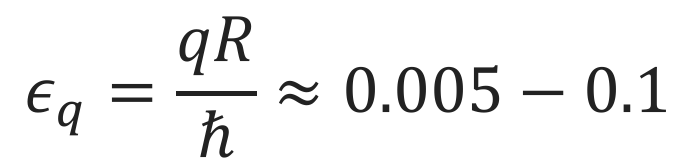 ϵ_q = qR/ħ ≈ 0.005 − 0.1